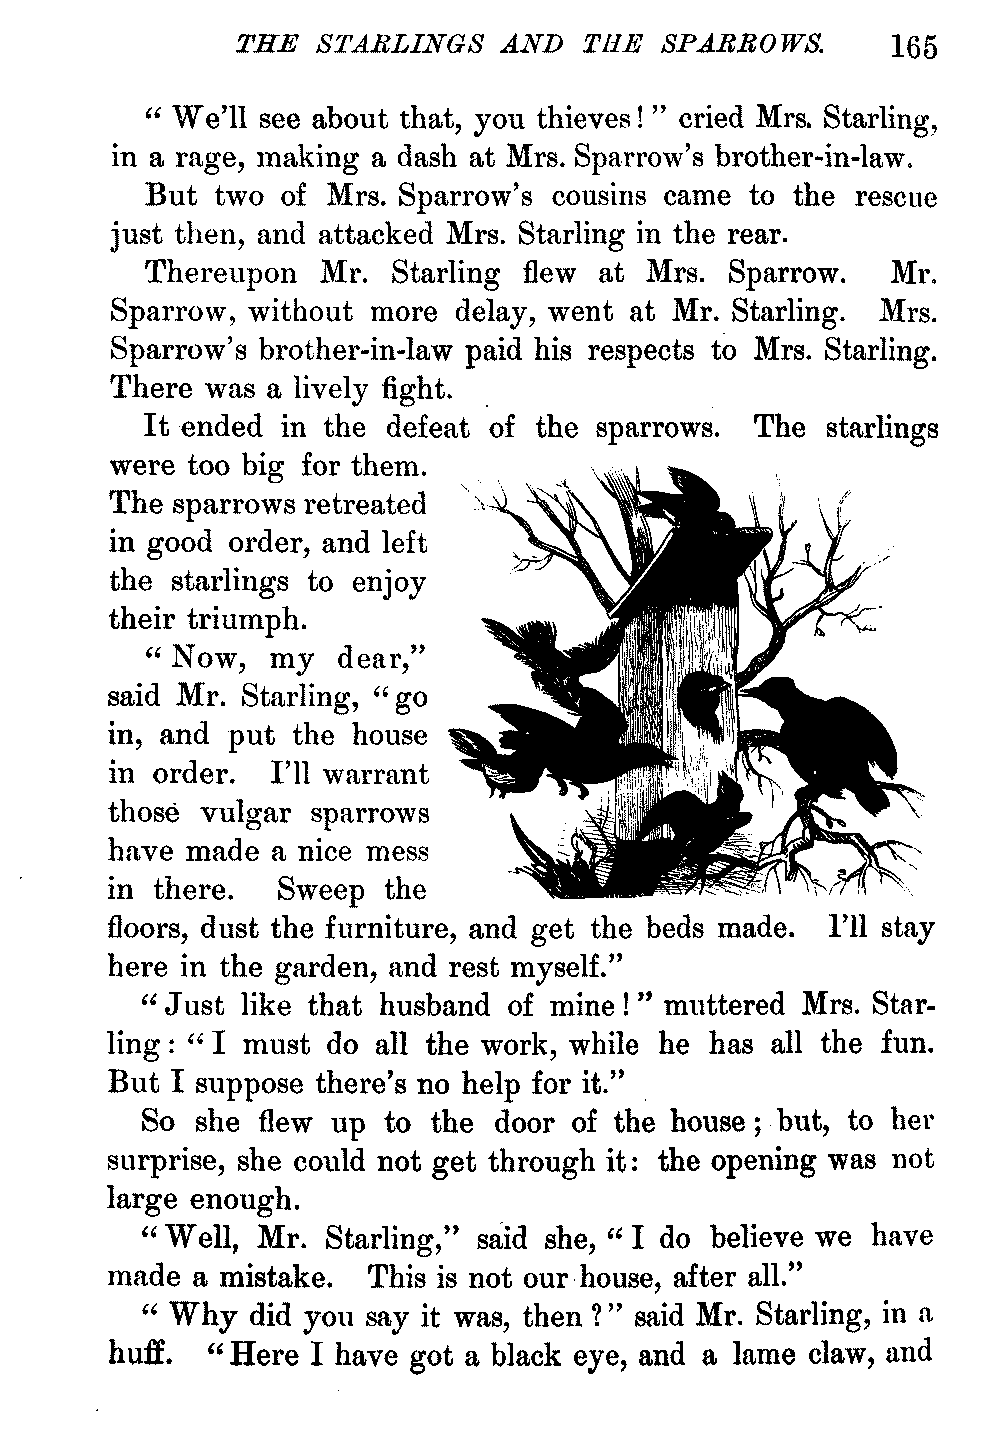 THE STARLINGS AND THE SPARROWS. 165
“ We’ll see about that, you thieves! ” cried Mrs. Starling,
in a rage, making a dash at Mrs. Sparrow’s brother-in-law.
But two of Mrs. Sparrow’s cousins came to the rescue
just then, and attacked Mrs. Starling in the rear.
Thereupon Mr. Starling flew at Mrs. Sparrow. Mr.
Sparrow, without more delay, went at Mr. Starling. Mrs.
Sparrow’s brother-in-law paid his respects to Mrs. Starling.
There was a lively fight.
It ended in the defeat of the sparrows. The starlings
were too big for them.
The sparrows retreated
in good order, and left
the starlings to enjoy
their triumph.
“ Now, my dear,”
said Mr. Starling, “ go
in, and put the house
in order. I’ll warrant
those vulgar sparrows
have made a nice mess
in there. Sweep the
floors, dust the furniture, and get the beds made. I’ll stay
here in the garden, and rest myself.”
“ Just like that husband of mine ! ” muttered Mrs. Star-
ling : “ I must do all the work, while he has all the fun.
But I suppose there’s no help for it.”
So she flew up to the door of the house ; but, to her
surprise, she could not get through it: the opening was not
large enough.
“ Well, Mr. Starling,” said she, “ I do believe we have
made a mistake. This is not our house, after all.”
“ Why did you say it was, then ? ” said Mr. Starling, in a
huff. “ Here I have got a black eye, and a lame claw, and